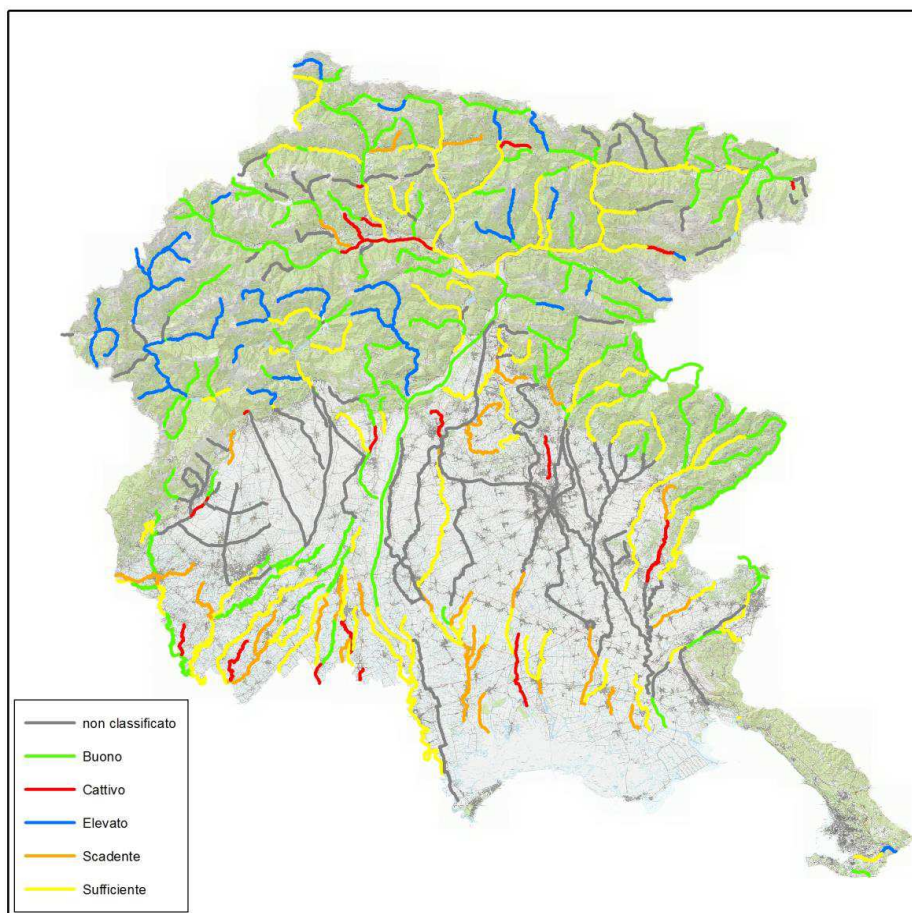 non classificato
Buono
Cattivo
Elevato
Scadente
Sufficiente